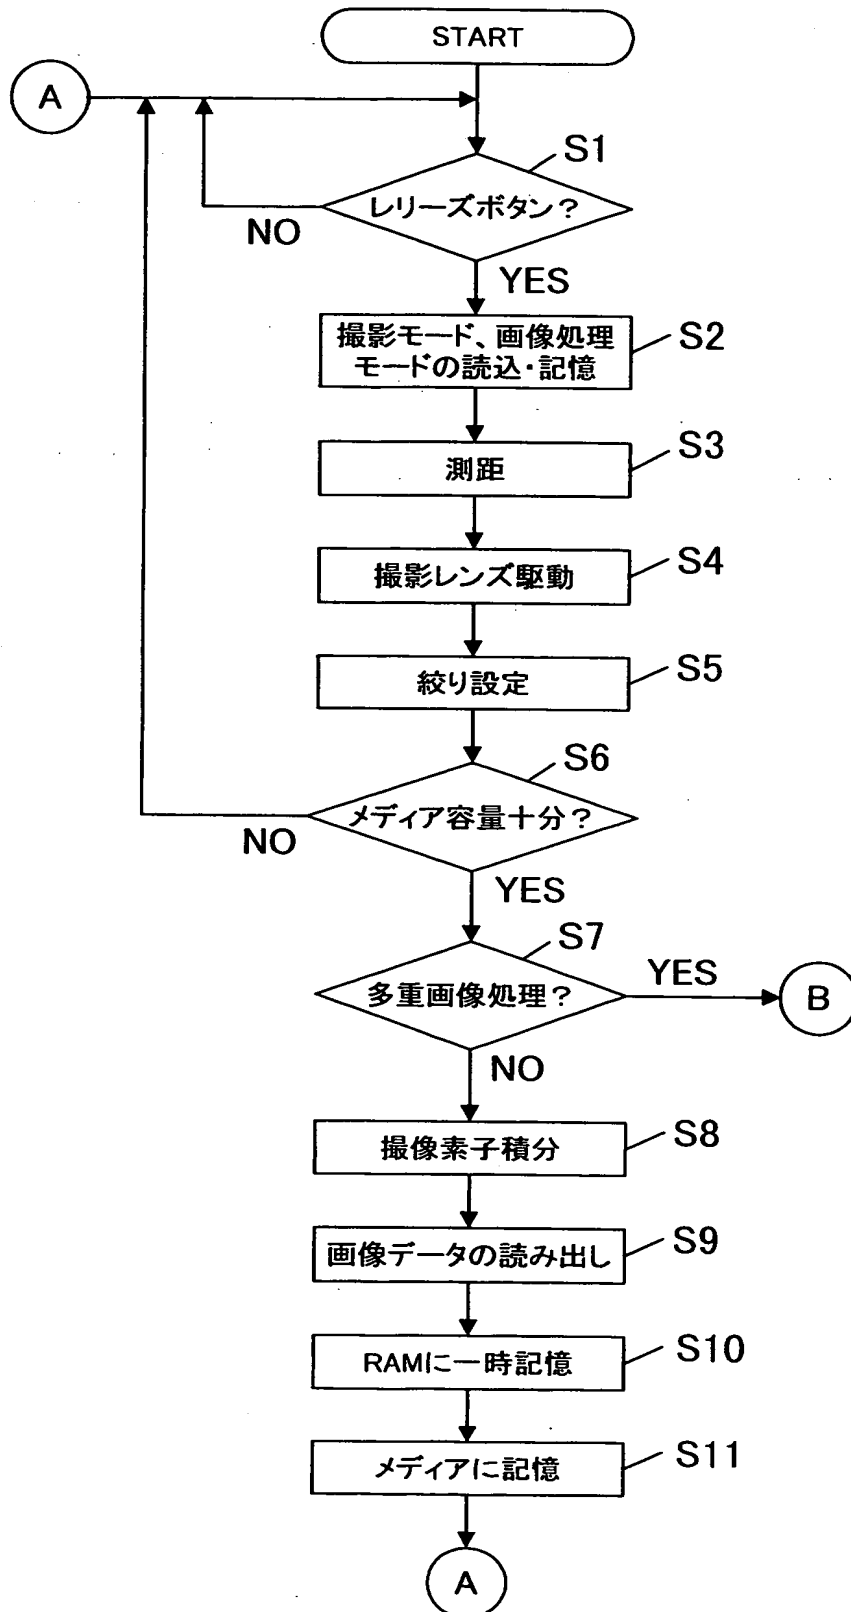 START
A
S1
レリーズボタン?
NO
YES
撮影モード、画像処理
モードの読込・記憶
S2
測距
S3
撮影レンズ駆動
S4
絞り設定
S5
S6
メディア容量十分?
NO
YES
S7
多重画像処理?
YES
B
NO
撮像素子積分
S8
画像データの読み出し
S9
RAMに一時記憶
S10
メディアに記憶
S11
A